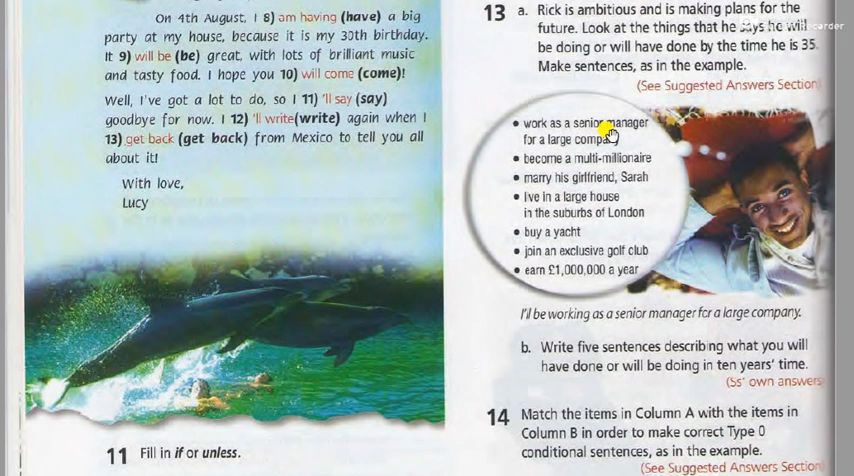 On 4th August, I 8) am having (have) a big
party at my house, because it is my 30th birthday.
It 9) will be (be) great, with lots of brilliant music
and tasty food. I hope you 10) will come (come)!
Well, I've got a lot to do, so I 11) 'll say (say)
goodbye for now. I 12) 'll write(write) again when I
13) get back (get back) from Mexico to tell you all
about it!
With love,
Lucy
11 Fill in if or unless.
13 a. Rick is ambitious and is making plans for the
future. Look at the things that he says he will
be doing or will have done by the time he is 35.
Make sentences, as in the example.
(See Suggested Answers Section)
• work as a senior manager
for a large company
• become a multi-millionaire
• marry his girlfriend, Sarah
• live in a large house
in the suburbs of London
• buy a yacht
• join an exclusive golf club
• earn £1,000,000 a year
I'll be working as a senior manager for a large company.
b. Write five sentences describing what you will
have done or will be doing in ten years' time.
(Ss' own answers
14 Match the items in Column A with the items in
Column B in order to make correct Type 0
conditional sentences, as in the example.
(See Suggested Answers Section)